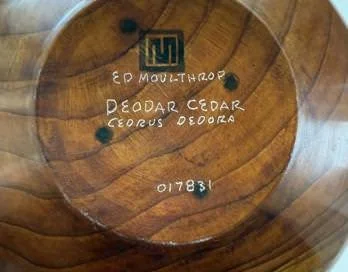 ED MOULTHROP
DEODAR CEDAR
CEDRUS DEDORA
017831